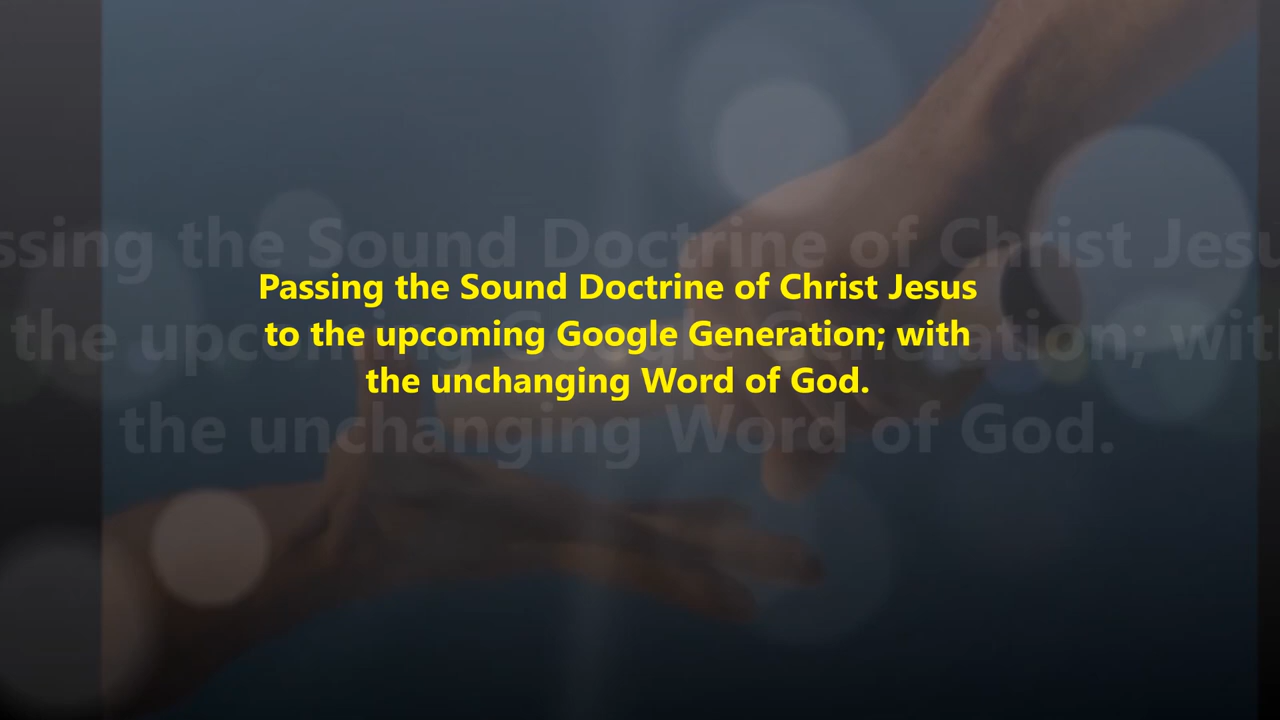 Passing the Sound Doctrine of Christ Jesus
to the upcoming Google Generation; with
the unchanging Word of God.